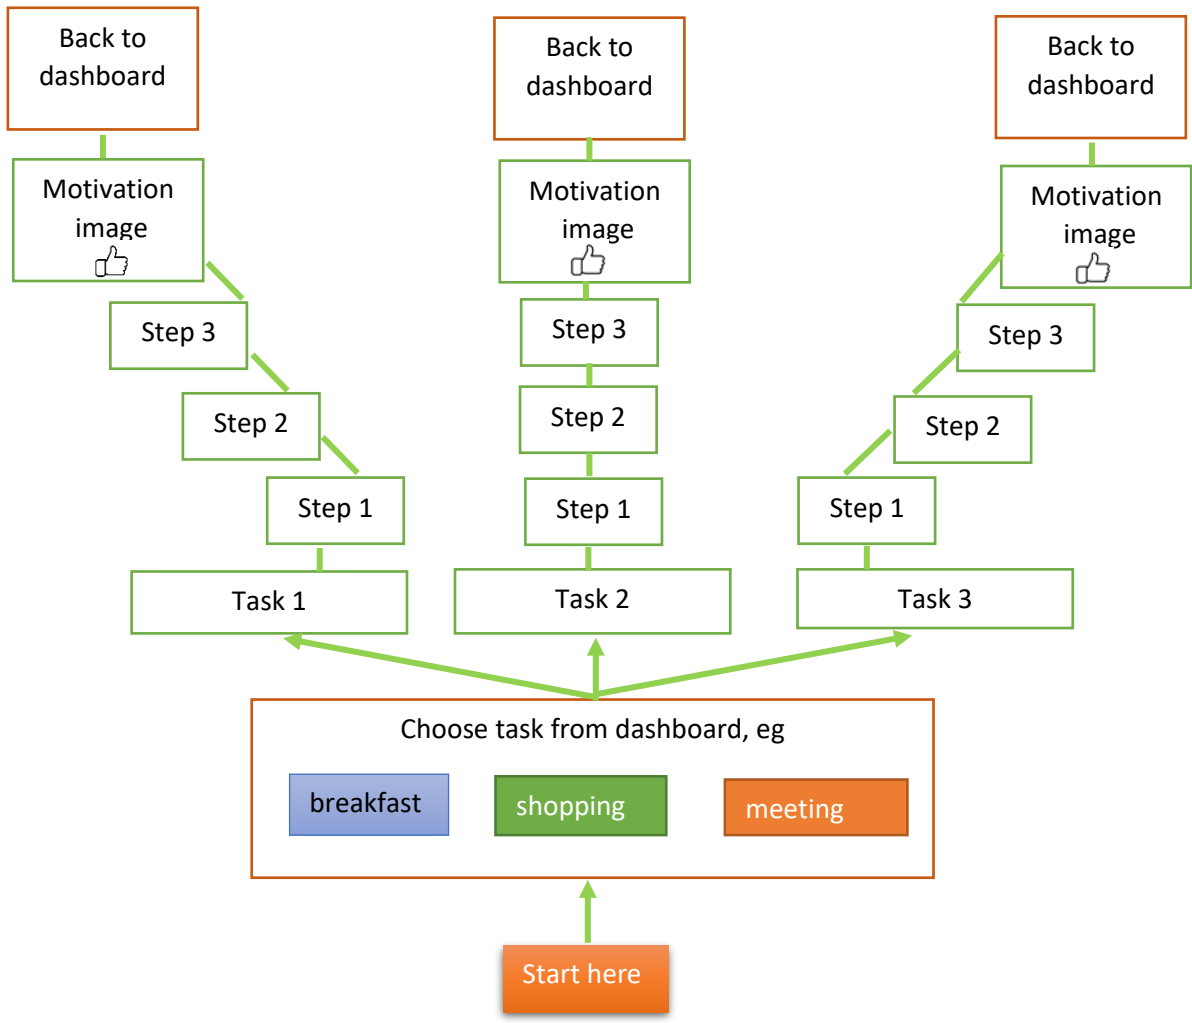 Back to
dashboard
Back to
dashboard
Back to
dashboard
Motivation
image
Motivation
image
Motivation
image
Step 3
Step 3
Step 3
Step 2
Step 2
Step 2
Step 1
Step 1
Step 1
Task 1
Task 2
Task 3
Choose task from dashboard, eg
breakfast
shopping
meeting
Start here